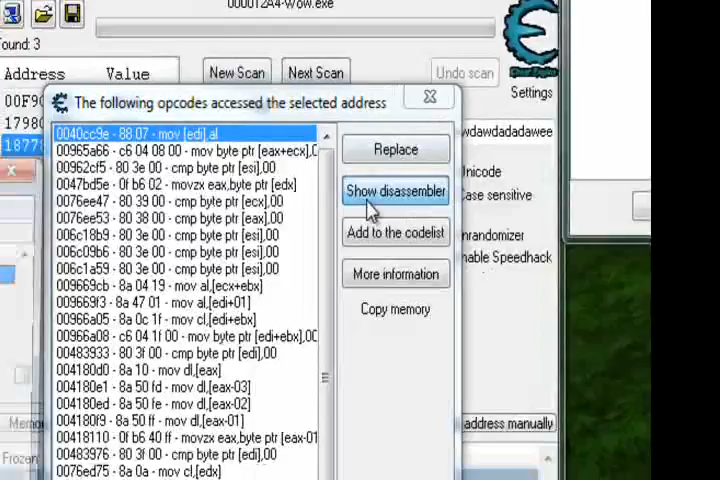 000012A4-Wow.exe
Found: 3
Address Value
New Scan
Next Scan
Undo scan
Settings
00F90
17980
1877
The following opcodes accessed the selected address
wdawdadadawee
Unicode
Case sensitive
nrandomizer
nable Speedhack
0040cc9e - 88 07 - mov [edi],al
00965a66 - c6 04 08 00 - mov byte ptr [eax+ecx],0
00962cf5 - 80 3e 00 - cmp byte ptr [esi],00
0047bd5e - 0f b6 02 - movzx eax,byte ptr [edx]
0076ee47 - 80 39 00 - cmp byte ptr [ecx],00
0076ee53 - 80 38 00 - cmp byte ptr [eax],00
006c18b9 - 80 3e 00 - cmp byte ptr [esi],00
006c09b6 - 80 3e 00 - cmp byte ptr [esi],00
006c1a59 - 80 3e 00 - cmp byte ptr [esi],00
009669cb - 8a 04 19 - mov al,[ecx+ebx]
009669f3 - 8a 47 01 - mov al,[edi+01]
00966a05 - 8a 0c 1f - mov cl,[edi+ebx]
00966a08 - c6 04 1f 00 - mov byte ptr [edi+ebx],00
00483933 - 80 3f 00 - cmp byte ptr [edi],00
004180d0 - 8a 10 - mov dl,[eax]
004180e1 - 8a 50 fd - mov dl,[eax-03]
004180ed - 8a 50 fe - mov dl,[eax-02]
004180f9 - 8a 50 ff - mov dl,[eax-01]
00418110 - 0f b6 40 ff - movzx eax,byte ptr [eax-01
00483976 - 80 3f 00 - cmp byte ptr [edi],00
0076ed75 - 8a 0a - mov cl,[edx]
Replace
Show disassembler
Add to the codelist
More information
Copy memory
Memo
address manually
Frozen